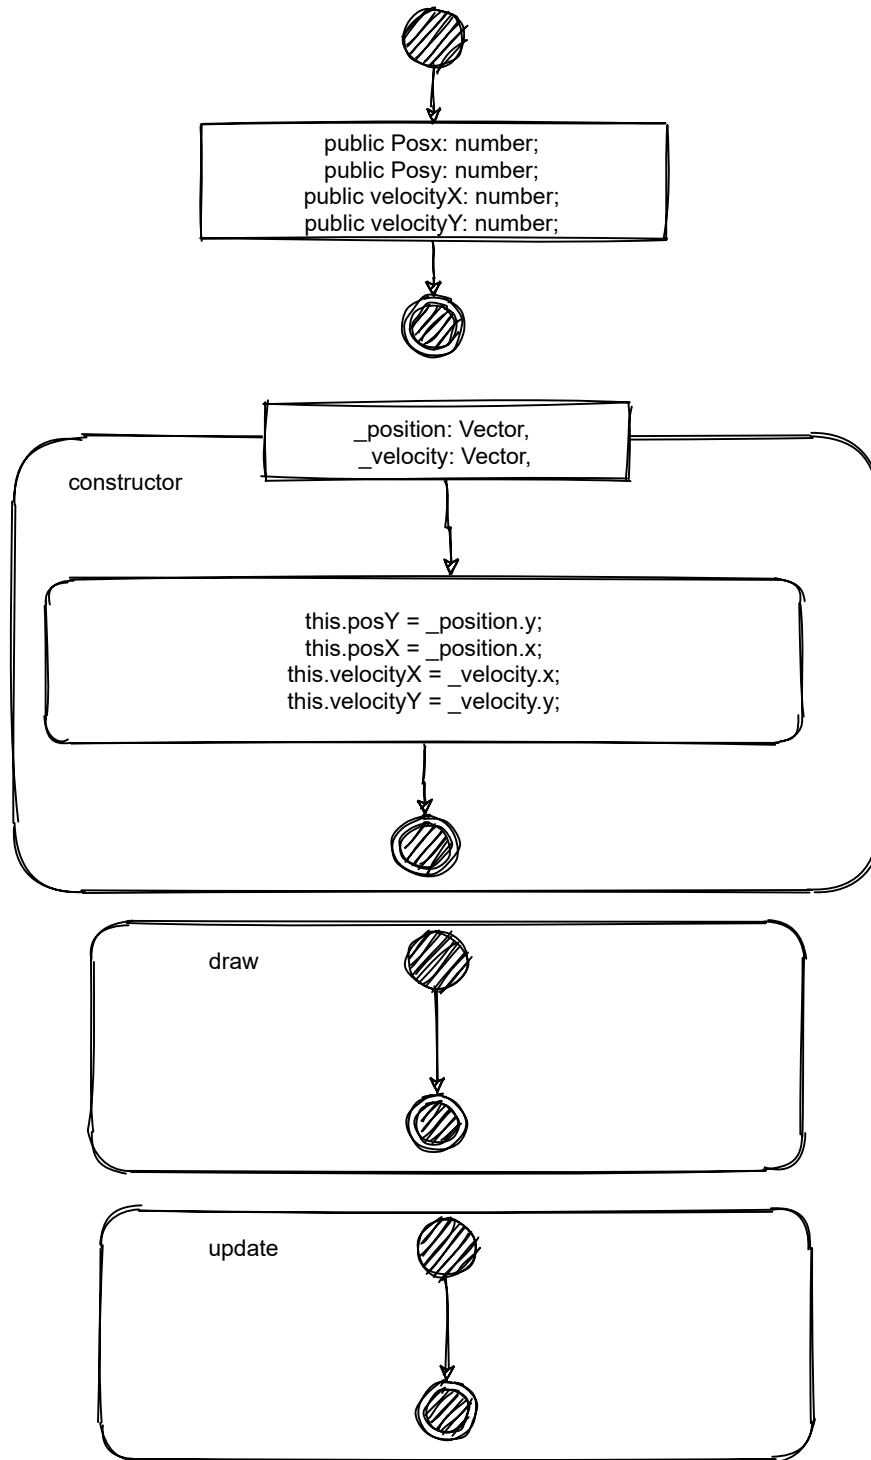 public Posx: number;
public Posy: number;
public velocityX: number;
public velocityY: number;
_position: Vector,
_velocity: Vector,
constructor
this.posY = _position.y;
this.posX = _position.x;
this.velocityX = _velocity.x;
this.velocityY = _velocity.y;
draw
update